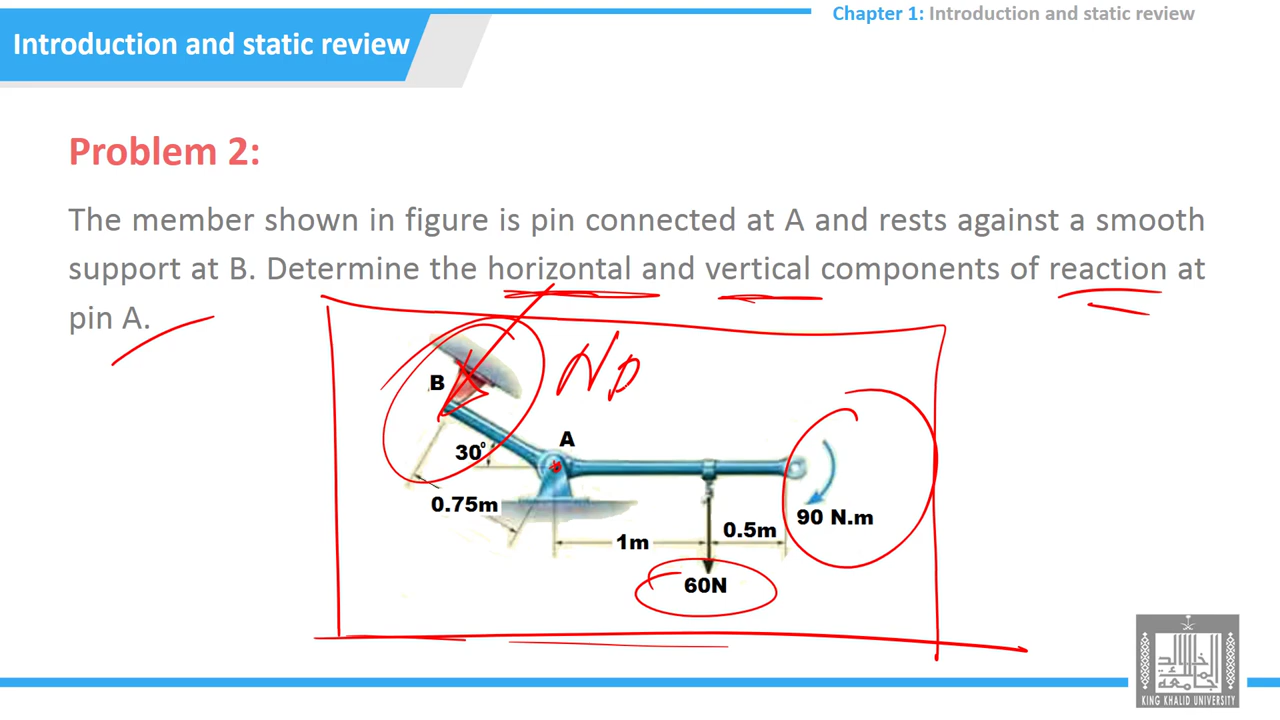 Chapter 1: Introduction and static review
Introduction and static review
Problem 2:
The member shown in figure is pin connected at A and rests against a smooth
support at B. Determine the horizontal and vertical components of reaction at
pin A.
B
A
30°
0.75m
1m
0.5m
90 N.m
60N
KING KHALID UNIVERSITY